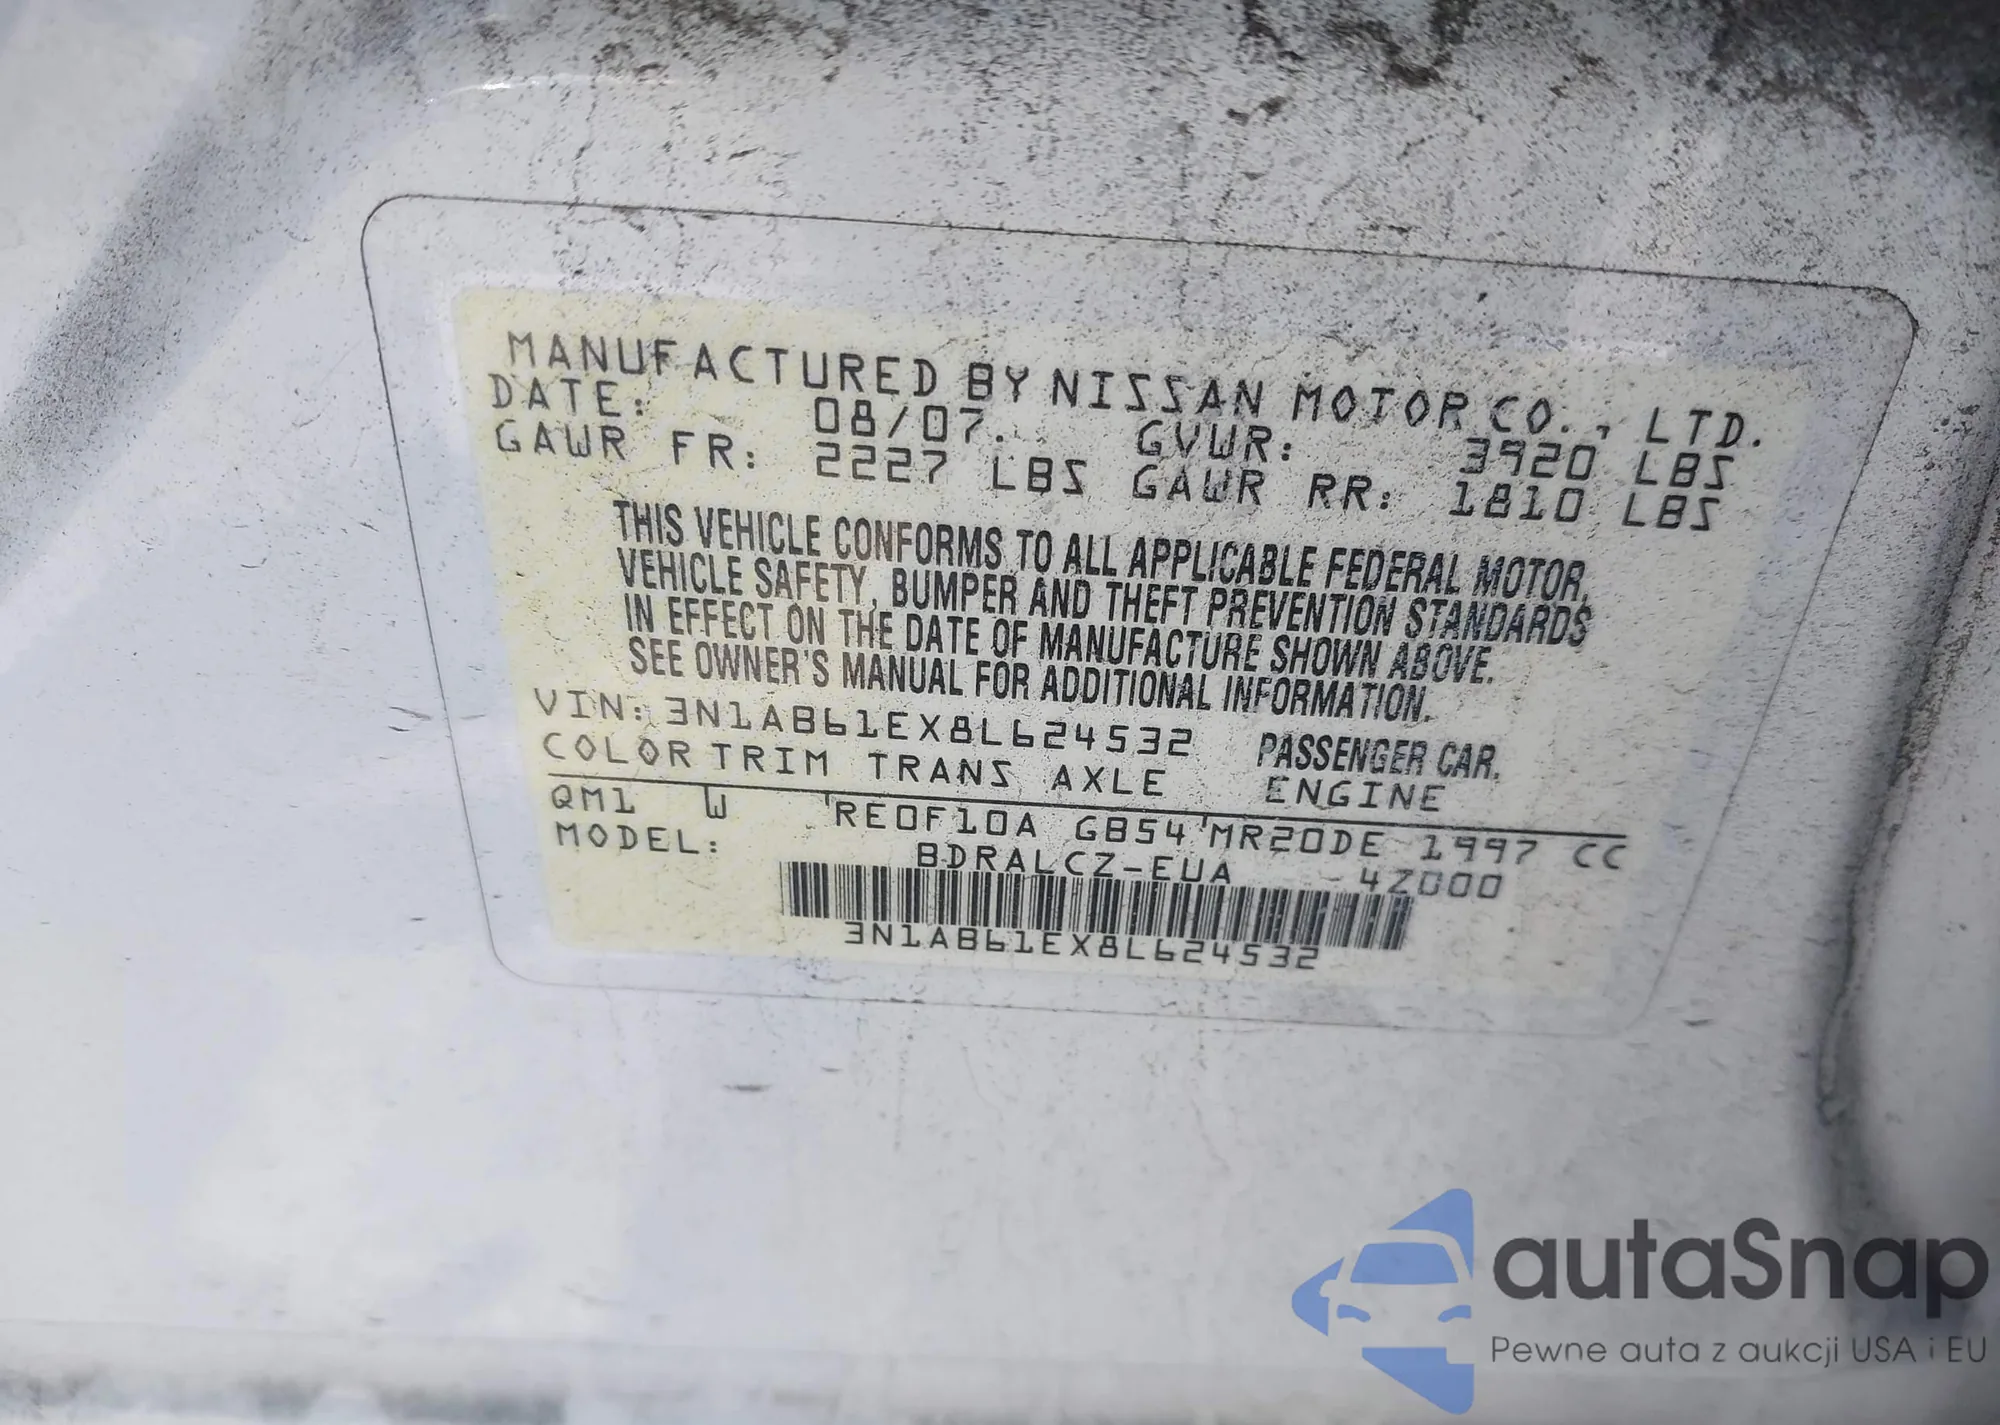 MANUFACTURED BY NISSAN MOTOR CO., LTD.
DATE: 08/07. GVWR: 3920 LBS
GAWR FR: 2227 LBS GAWR RR: 1810 LBS
THIS VEHICLE CONFORMS TO ALL APPLICABLE FEDERAL MOTOR
VEHICLE SAFETY, BUMPER AND THEFT PREVENTION STANDARDS
IN EFFECT ON THE DATE OF MANUFACTURE SHOWN ABOVE.
SEE OWNER'S MANUAL FOR ADDITIONAL INFORMATION.
VIN: 3N1AB61EX8L624532 PASSENGER CAR.
COLOR TRIM TRANS AXLE ENGINE
QM1 W RE0F10A GB54 MR20DE 1997 CC
MODEL: BDRALCZ-EUA - 4Z000
3N1AB61EX8L624532
autaSnap
Pewne auta z aukcji USA i EU